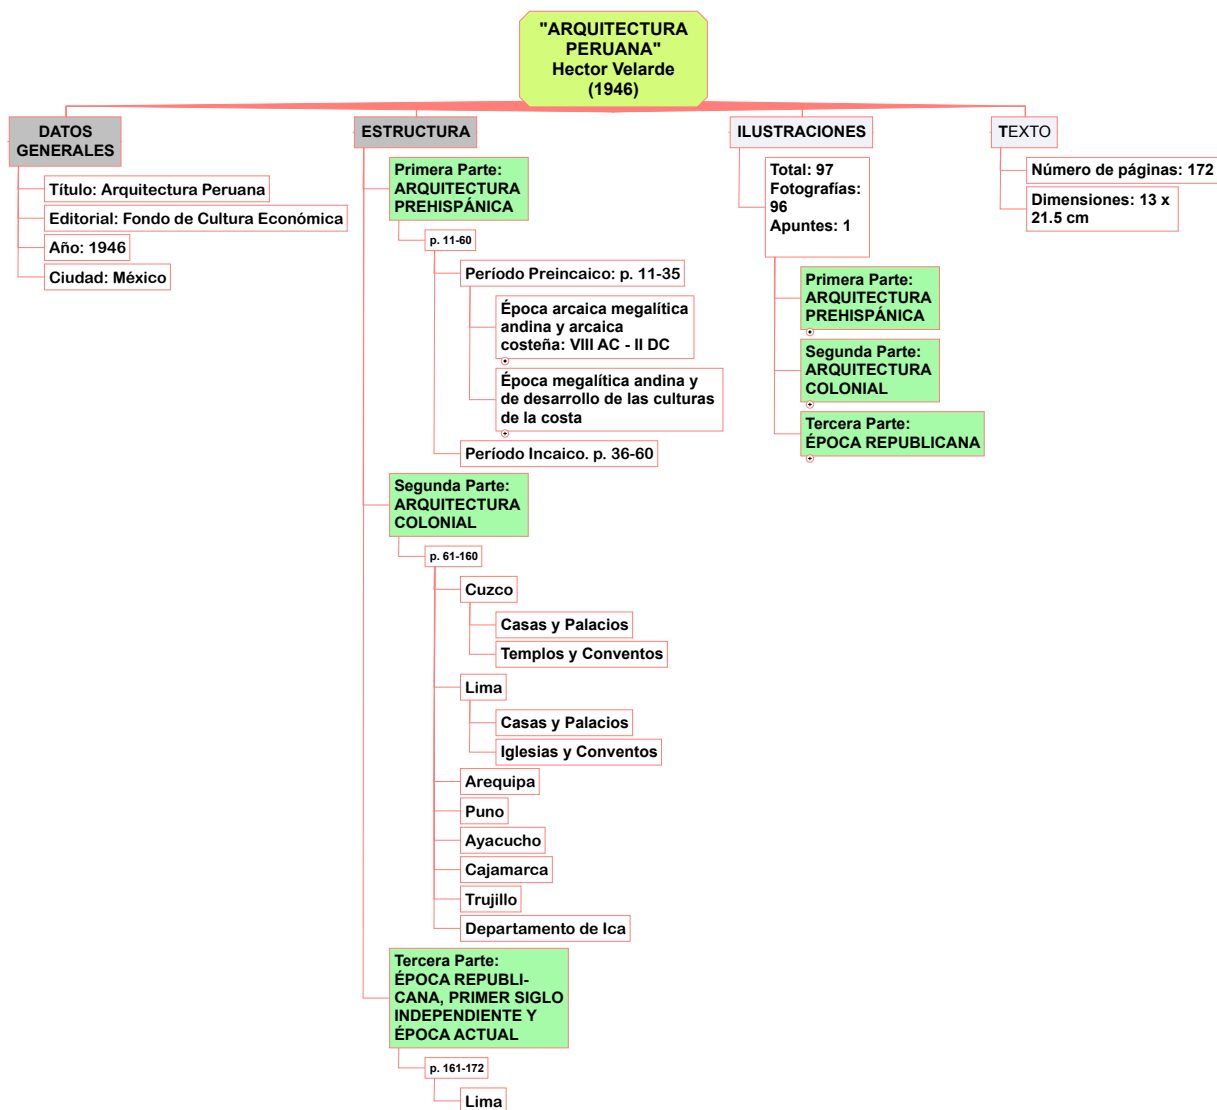 "ARQUITECTURA
PERUANA"
Hector Velarde
(1946)
DATOS
GENERALES
Título: Arquitectura Peruana
Editorial: Fondo de Cultura Económica
Año: 1946
Ciudad: México
ESTRUCTURA
Primera Parte:
ARQUITECTURA
PREHISPÁNICA
p. 11-60
Período Preincaico: p. 11-35
Época arcaica megalítica
andina y arcaica
costeña: VIII AC - II DC
Época megalítica andina y
de desarrollo de las culturas
de la costa
Período Incaico. p. 36-60
Segunda Parte:
ARQUITECTURA
COLONIAL
p. 61-160
Cuzco
Casas y Palacios
Templos y Conventos
Lima
Casas y Palacios
Iglesias y Conventos
Arequipa
Puno
Ayacucho
Cajamarca
Trujillo
Departamento de Ica
Tercera Parte:
ÉPOCA REPUBLI-
CANA, PRIMER SIGLO
INDEPENDIENTE Y
ÉPOCA ACTUAL
p. 161-172
Lima
ILUSTRACIONES
Total: 97
Fotografías:
96
Apuntes: 1
Primera Parte:
ARQUITECTURA
PREHISPÁNICA
Segunda Parte:
ARQUITECTURA
COLONIAL
Tercera Parte:
ÉPOCA REPUBLICANA
TEXTO
Número de páginas: 172
Dimensiones: 13 x
21.5 cm